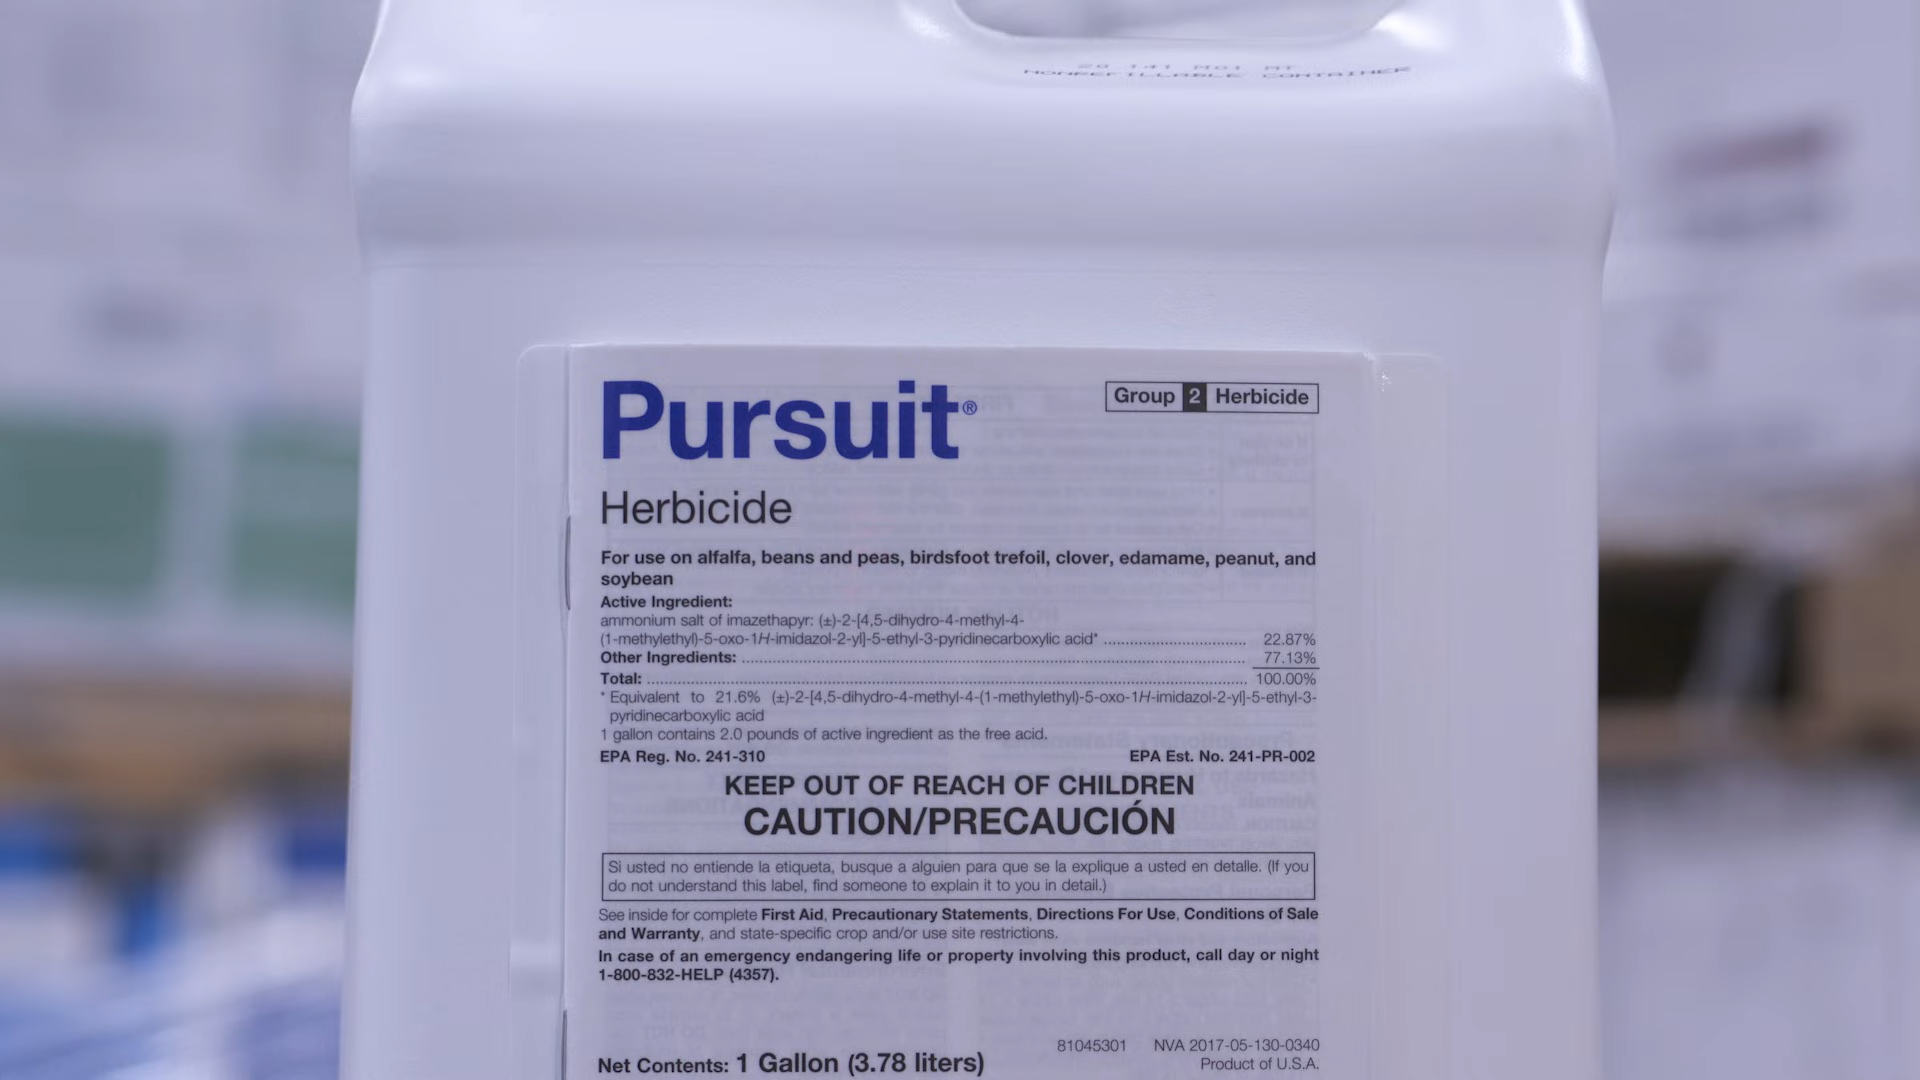 NONREFILLABLE CONTAINER
Pursuit®
Group 2 Herbicide
Herbicide
For use on alfalfa, beans and peas, birdsfoot trefoil, clover, edamame, peanut, and
soybean
Active Ingredient:
ammonium salt of imazethapyr: (±)-2-[4,5-dihydro-4-methyl-4-
(1-methylethyl)-5-oxo-1H-imidazol-2-yl]-5-ethyl-3-pyridinecarboxylic acid* .............................. 22.87%
Other Ingredients: .............................. 77.13%
Total: .............................. 100.00%
* Equivalent to 21.6% (±)-2-[4,5-dihydro-4-methyl-4-(1-methylethyl)-5-oxo-1H-imidazol-2-yl]-5-ethyl-3-
pyridinecarboxylic acid
1 gallon contains 2.0 pounds of active ingredient as the free acid.
EPA Reg. No. 241-310 EPA Est. No. 241-PR-002
KEEP OUT OF REACH OF CHILDREN
CAUTION/PRECAUCIÓN
Si usted no entiende la etiqueta, busque a alguien para que se la explique a usted en detalle. (If you
do not understand this label, find someone to explain it to you in detail.)
See inside for complete First Aid, Precautionary Statements, Directions For Use, Conditions of Sale
and Warranty, and state-specific crop and/or use site restrictions.
In case of an emergency endangering life or property involving this product, call day or night
1-800-832-HELP (4357).
81045301 NVA 2017-05-130-0340
Net Contents: 1 Gallon (3.78 liters) Product of U.S.A.